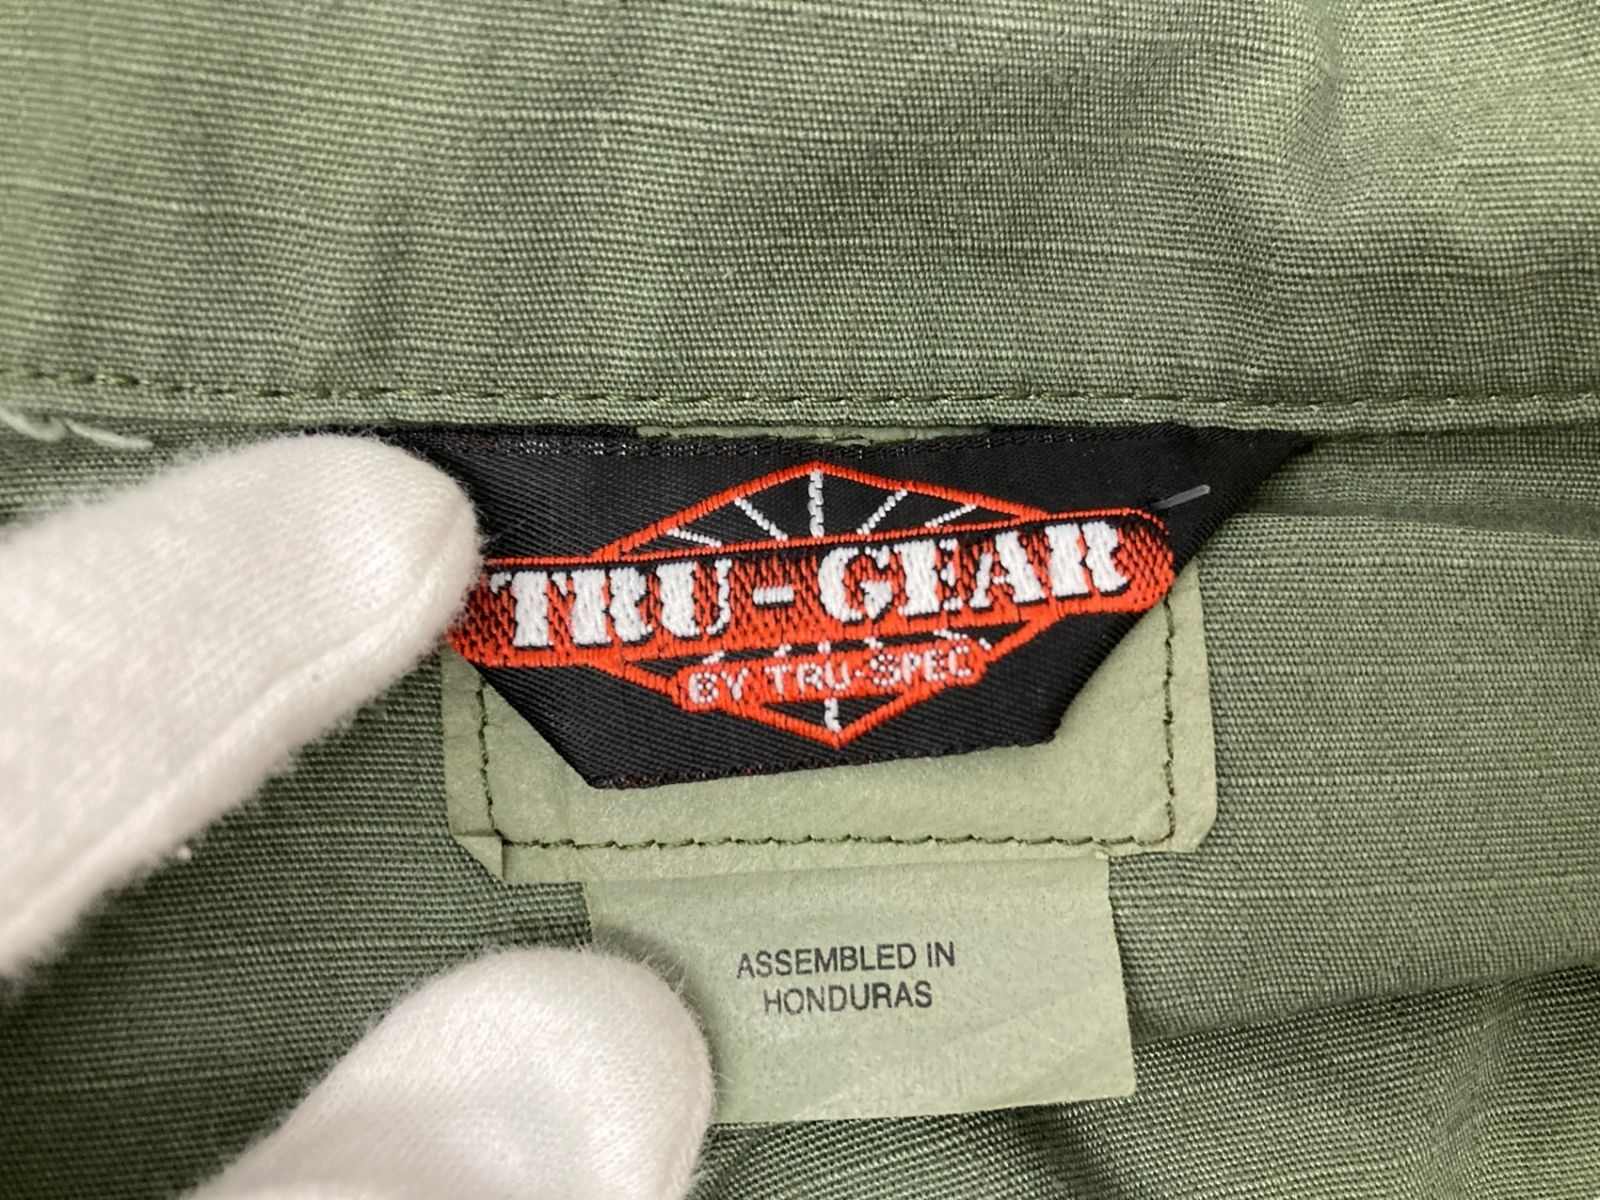 TRU-GEAR
BY TRU-SPEC
ASSEMBLED IN
HONDURAS